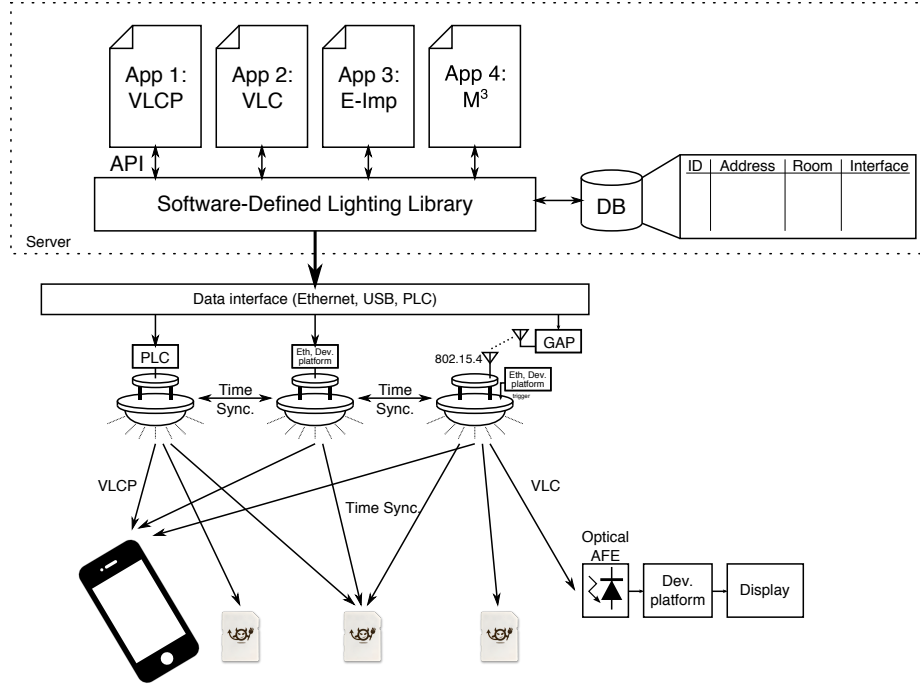 App 1:
VLCP
App 2:
VLC
App 3:
E-Imp
App 4:
M³
API
Software-Defined Lighting Library
DB
ID Address Room Interface
Server
Data interface (Ethernet, USB, PLC)
PLC
Eth, Dev.
platform
802.15.4
GAP
Eth, Dev.
platform
trigger
Time
Sync.
Time
Sync.
VLCP
Time Sync.
VLC
Optical
AFE
Dev.
platform
Display